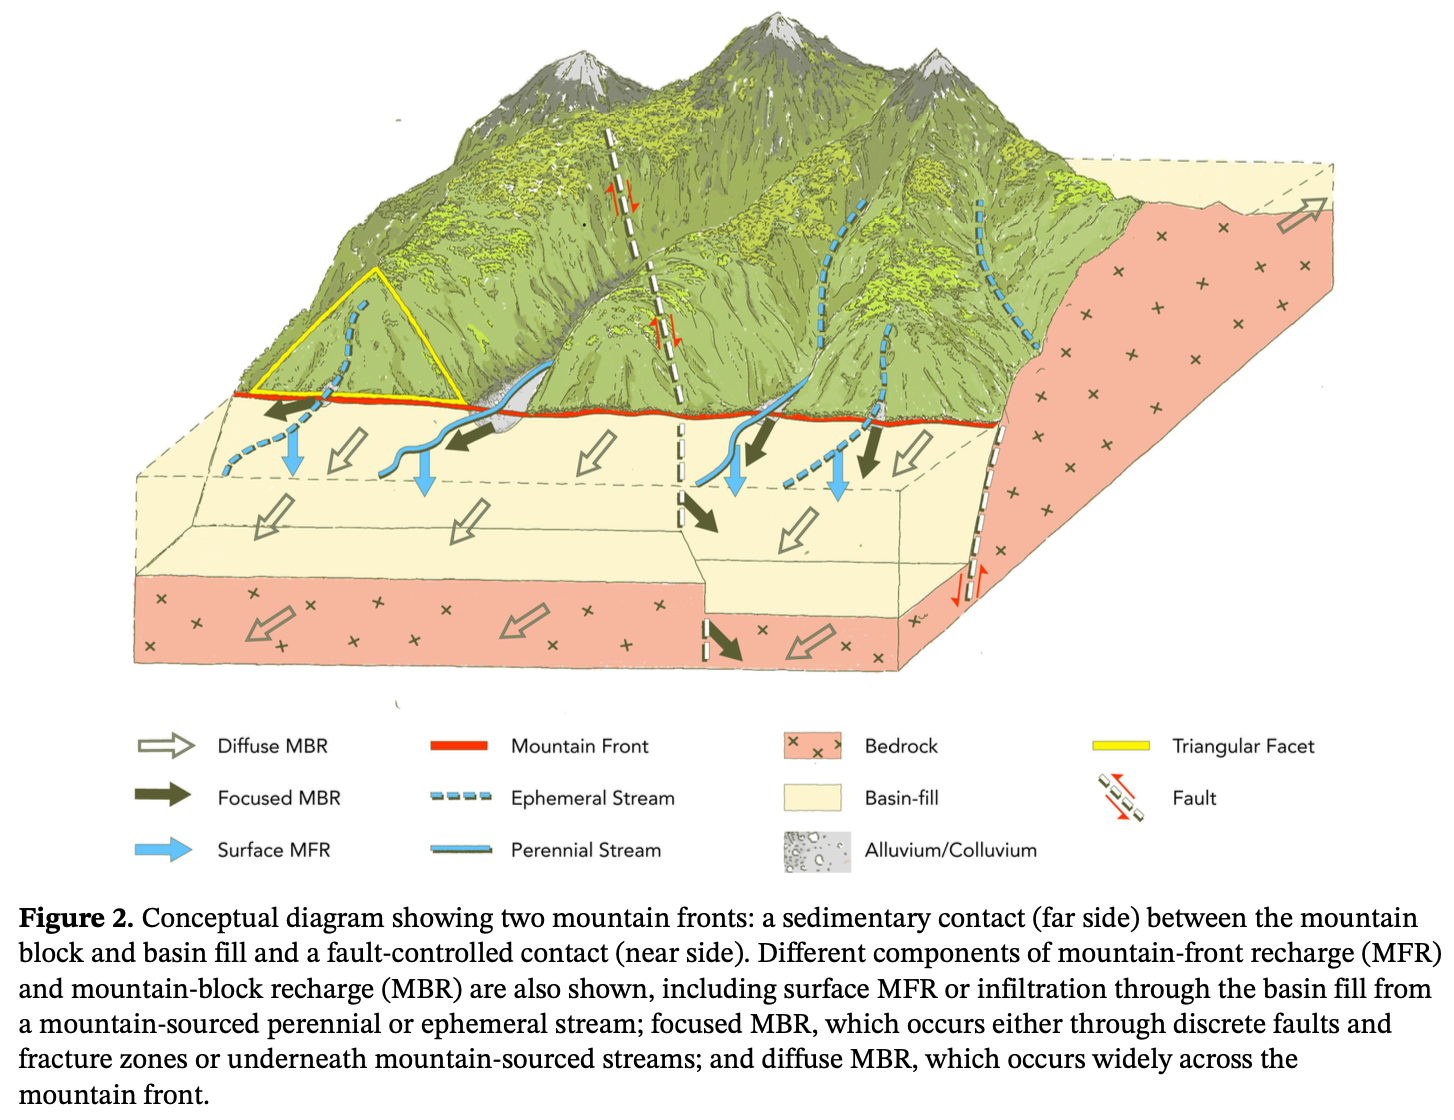 Diffuse MBR
Mountain Front
Bedrock
Triangular Facet
Focused MBR
Ephemeral Stream
Basin-fill
Fault
Surface MFR
Perennial Stream
Alluvium/Colluvium
Figure 2. Conceptual diagram showing two mountain fronts: a sedimentary contact (far side) between the mountain
block and basin fill and a fault-controlled contact (near side). Different components of mountain-front recharge (MFR)
and mountain-block recharge (MBR) are also shown, including surface MFR or infiltration through the basin fill from
a mountain-sourced perennial or ephemeral stream; focused MBR, which occurs either through discrete faults and
fracture zones or underneath mountain-sourced streams; and diffuse MBR, which occurs widely across the
mountain front.